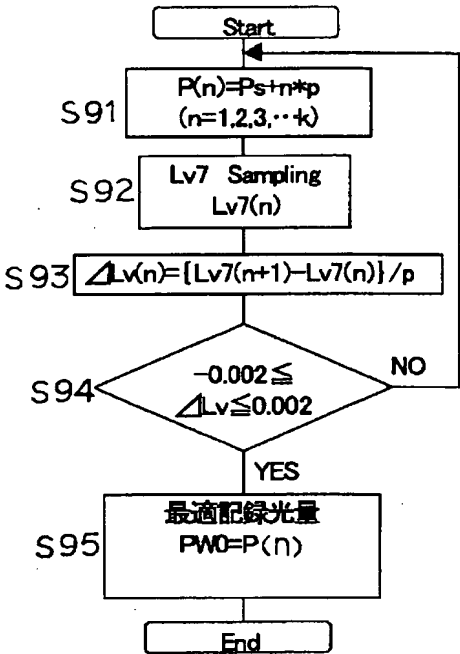 Start
S91
P(n)=Ps+n*p
(n=1,2,3,‥k)
S92
Lv7 Sampling
Lv7(n)
S93
⊿Lv(n)={Lv7(n+1)-Lv7(n)}/p
S94
-0.002≦
⊿Lv≦0.002
NO
YES
S95
最適記録光量
PW0=P(n)
End